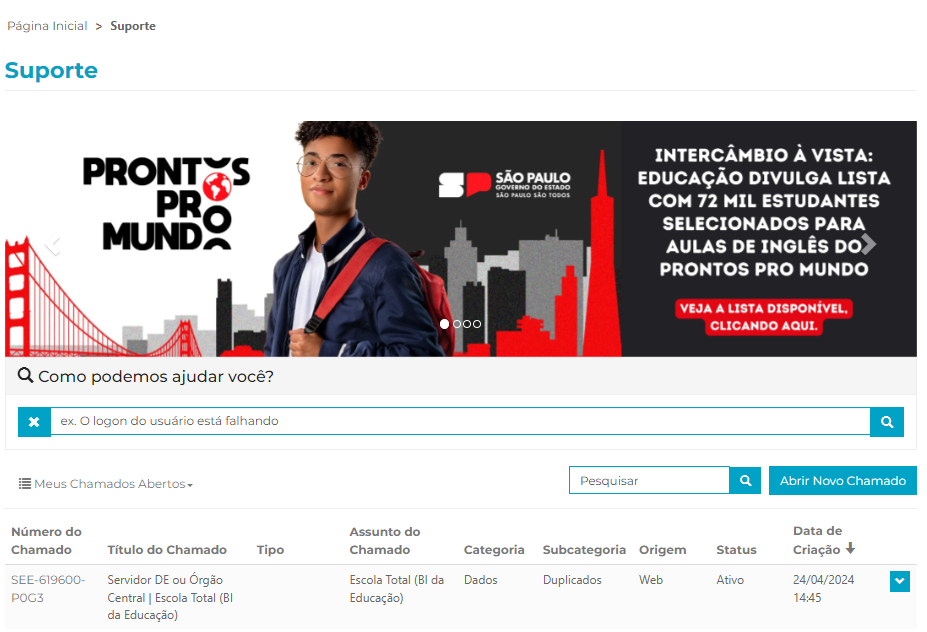 Página Inicial > Suporte
Suporte
PRONTOS
PRO
MUNDO
SÃO PAULO
GOVERNO DO ESTADO
SÃO PAULO SÃO TODOS
INTERCÂMBIO À VISTA:
EDUCAÇÃO DIVULGA LISTA
COM 72 MIL ESTUDANTES
SELECIONADOS PARA
AULAS DE INGLÊS DO
PRONTOS PRO MUNDO
VEJA A LISTA DISPONÍVEL,
CLICANDO AQUI.
Como podemos ajudar você?
ex. O logon do usuário está falhando
Meus Chamados Abertos
Pesquisar
Abrir Novo Chamado
Número do
Chamado
Título do Chamado
Tipo
Assunto do
Chamado
Categoria
Subcategoria
Origem
Status
Data de
Criação
SEE-619600-
P0G3
Servidor DE ou Órgão
Central | Escola Total (BI
da Educação)
Escola Total (BI da
Educação)
Dados
Duplicados
Web
Ativo
24/04/2024
14:45